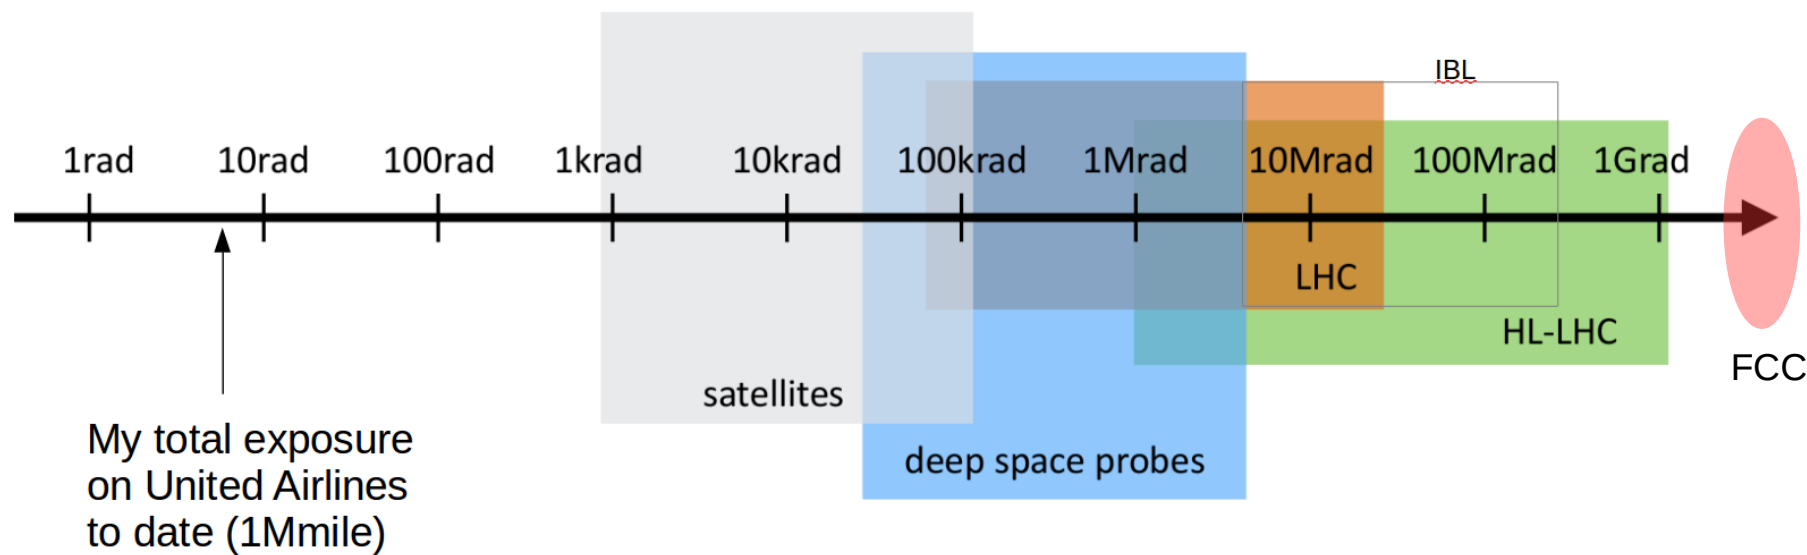 IBL
1rad 10rad 100rad 1krad 10krad 100krad 1Mrad 10Mrad 100Mrad 1Grad
LHC
HL-LHC
FCC
satellites
deep space probes
My total exposure
on United Airlines
to date (1Mmile)